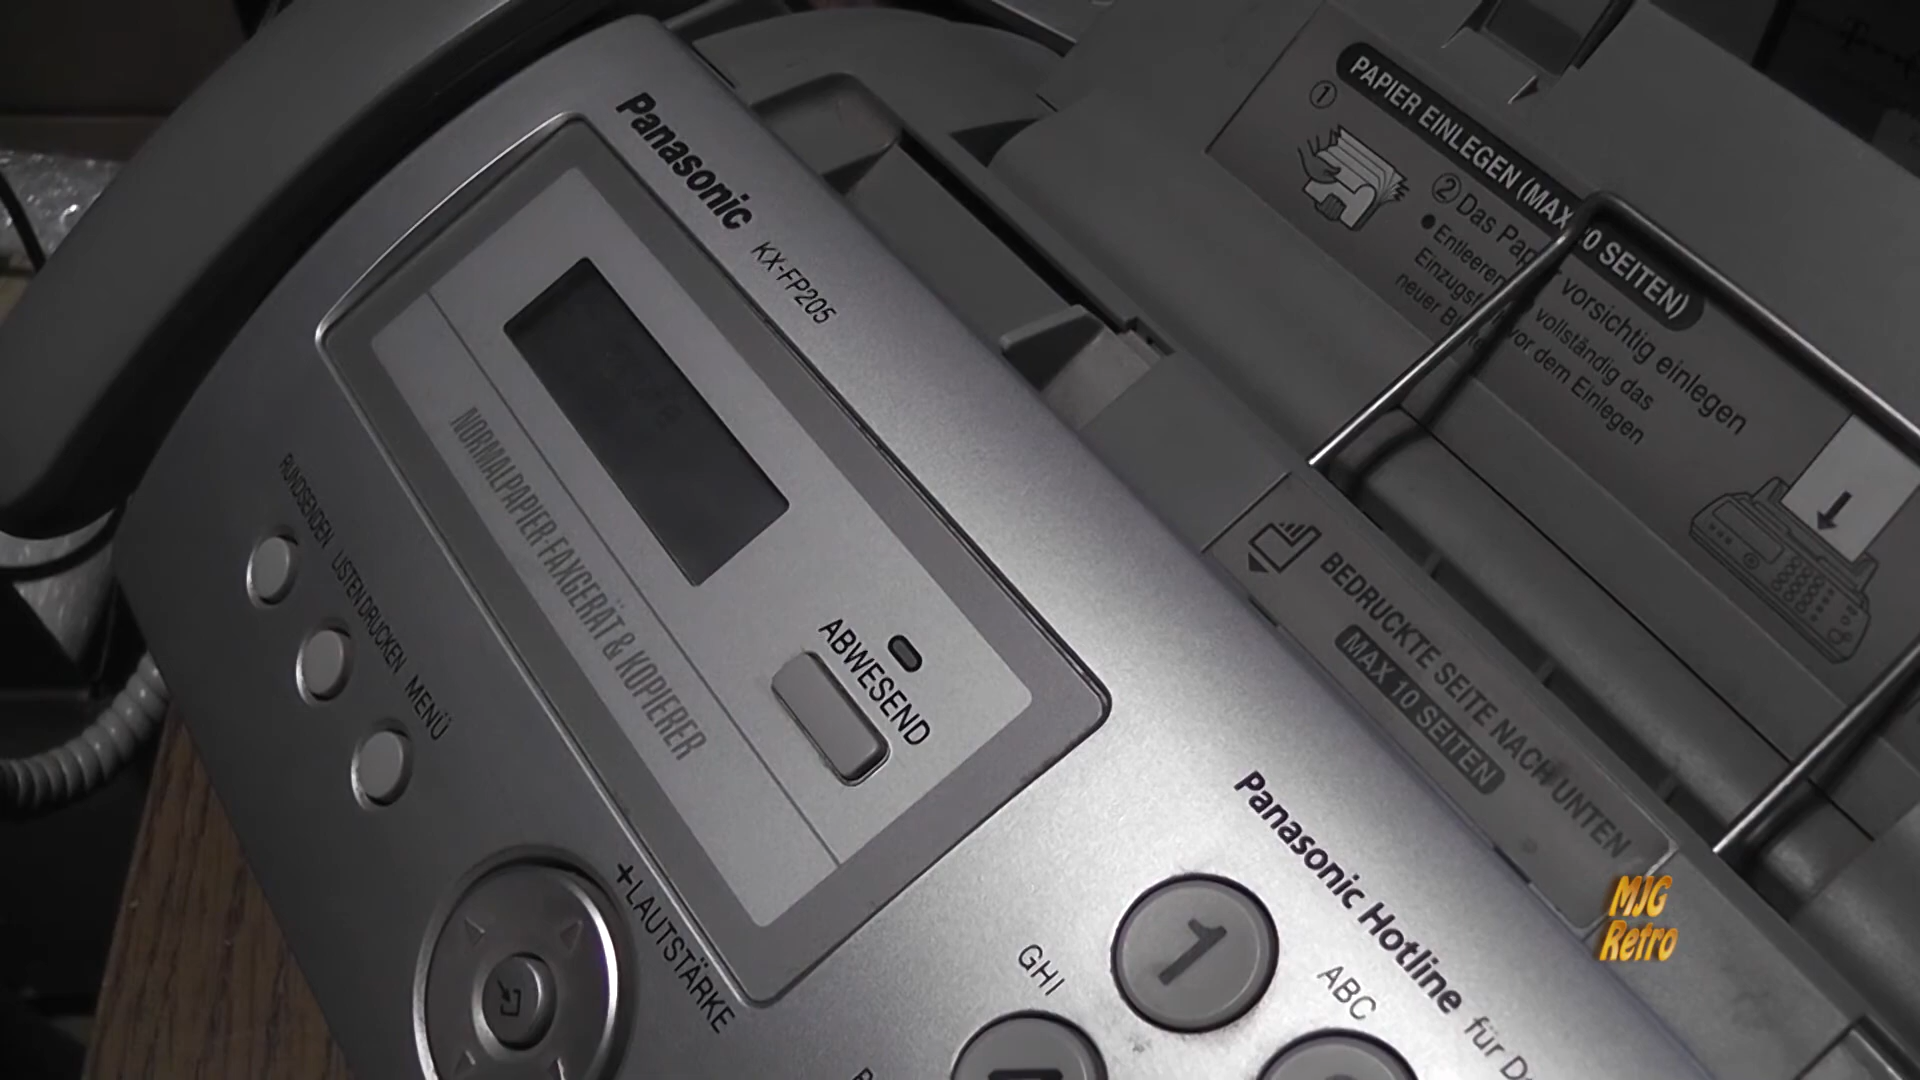 Panasonic
KX-FP205
NORMALPAPIER-FAXGERÄT & KOPIERER
ABWESEND
RUNDSENDEN
LISTEN DRUCKEN
MENÜ
+LAUTSTÄRKE
Panasonic Hotline für
1
GHI
ABC
PAPIER EINLEGEN (MAX 0 SEITEN)
1
2 Das vorsichtig einlegen
● Entleeren vollständig das
vor dem Einlegen
neuer
BEDRUCKTE SEITE NACH UNTEN
MAX 10 SEITEN
MJG
Retro